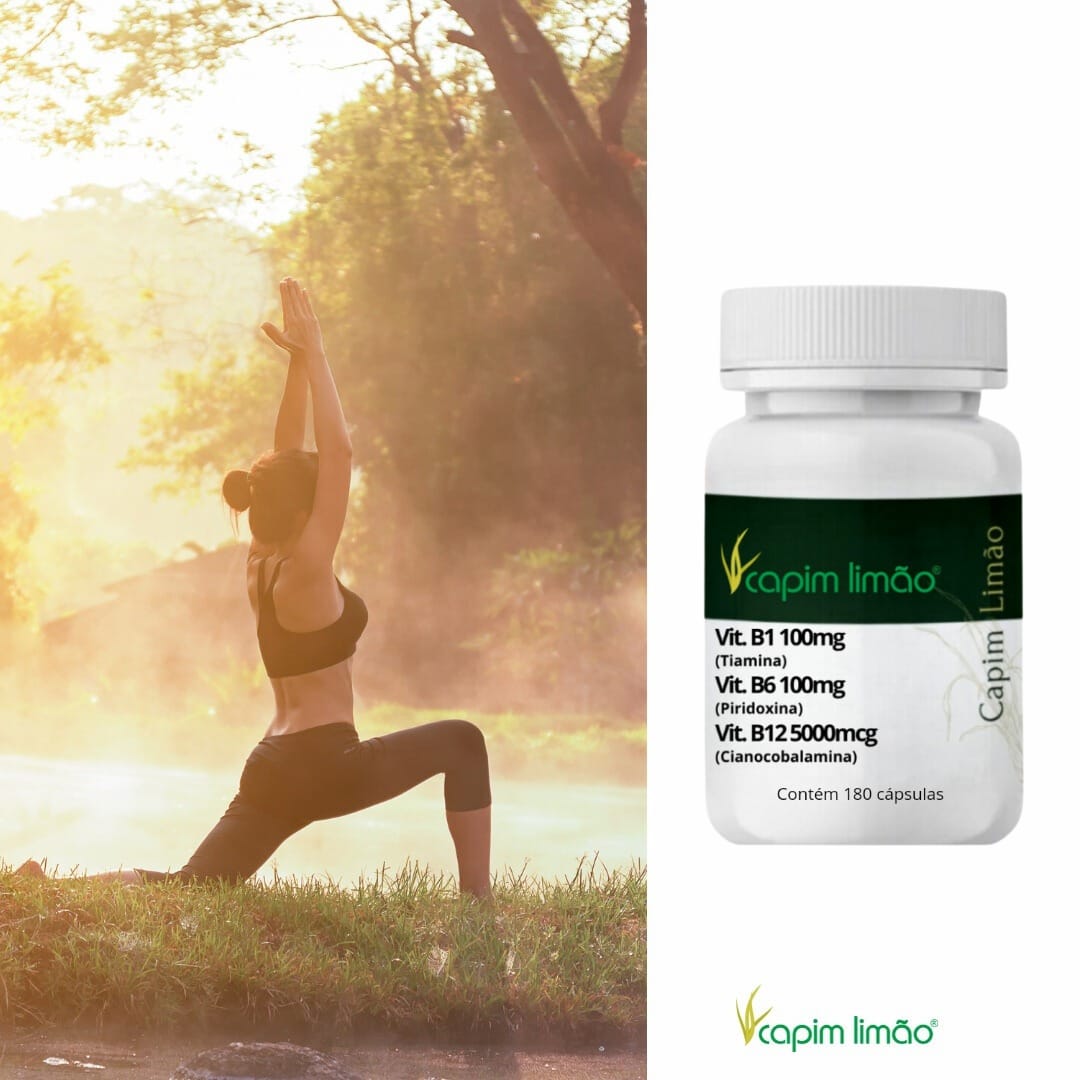 capim limão®
Capim Limão
Vit. B1 100mg
(Tiamina)
Vit. B6 100mg
(Piridoxina)
Vit. B12 5000mcg
(Cianocobalamina)
Contém 180 cápsulas
capim limão®